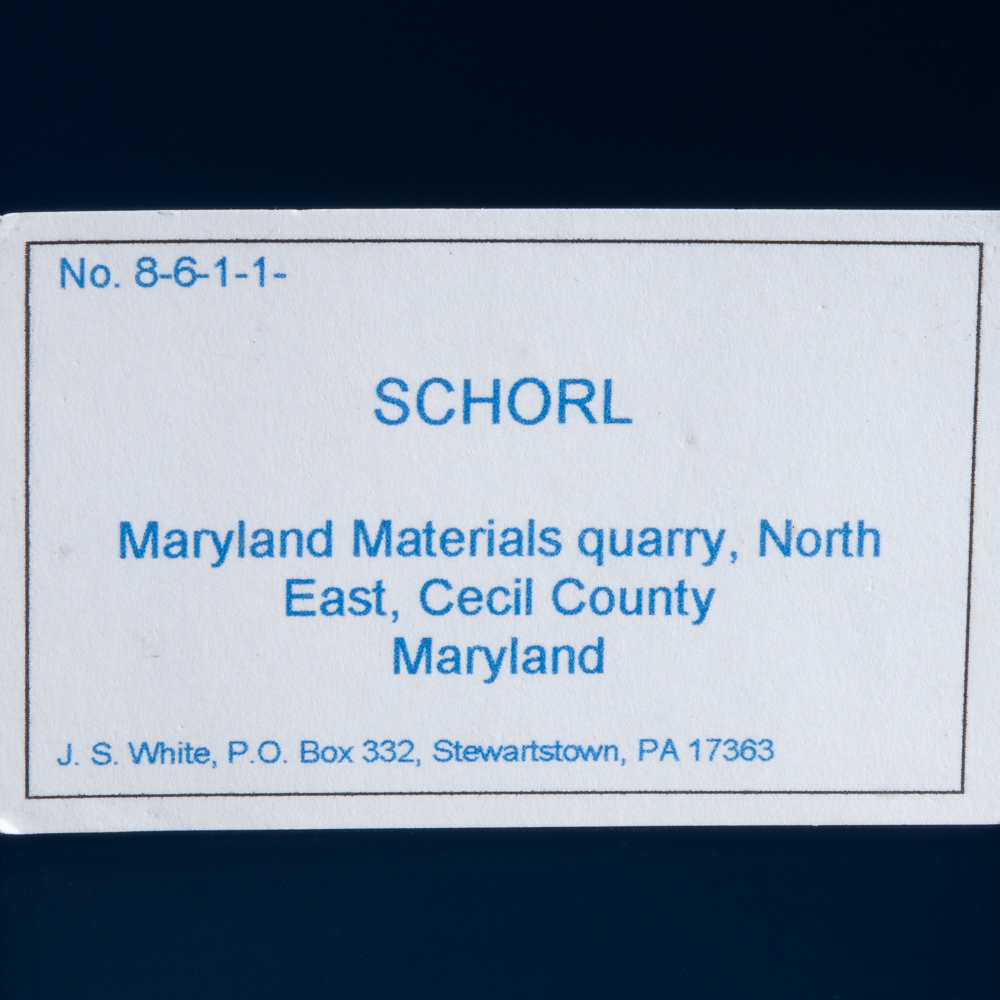 No. 8-6-1-1-
SCHORL
Maryland Materials quarry, North
East, Cecil County
Maryland
J. S. White, P.O. Box 332, Stewartstown, PA 17363